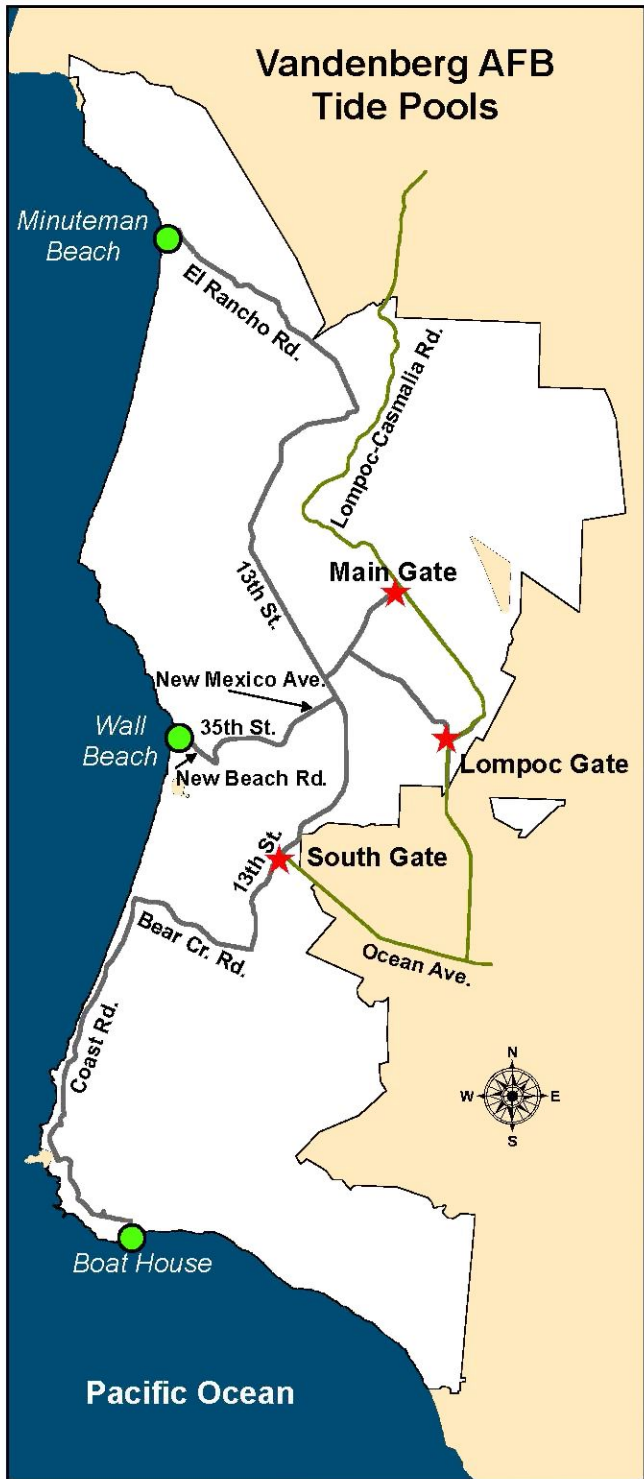 Vandenberg AFB
Tide Pools
Minuteman
Beach
El Rancho Rd.
Lompoc-Casmalia Rd.
Main Gate
13th St.
New Mexico Ave.
Wall
Beach
35th St.
New Beach Rd.
Lompoc Gate
13th St.
South Gate
Bear Cr. Rd.
Ocean Ave.
Coast Rd.
N
W
E
S
Boat House
Pacific Ocean